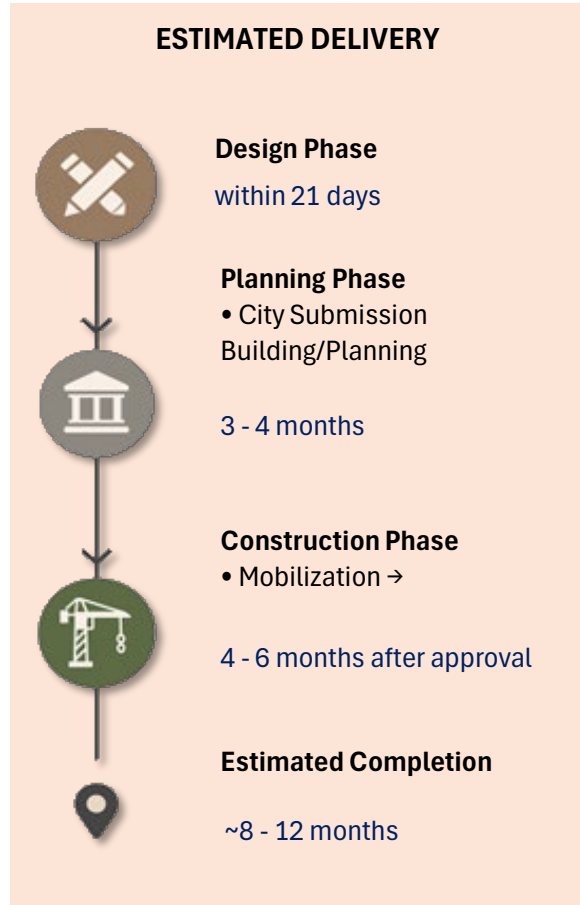 ESTIMATED DELIVERY
Design Phase
within 21 days
Planning Phase
• City Submission
Building/Planning
3 - 4 months
Construction Phase
• Mobilization →
4 - 6 months after approval
Estimated Completion
~8 - 12 months